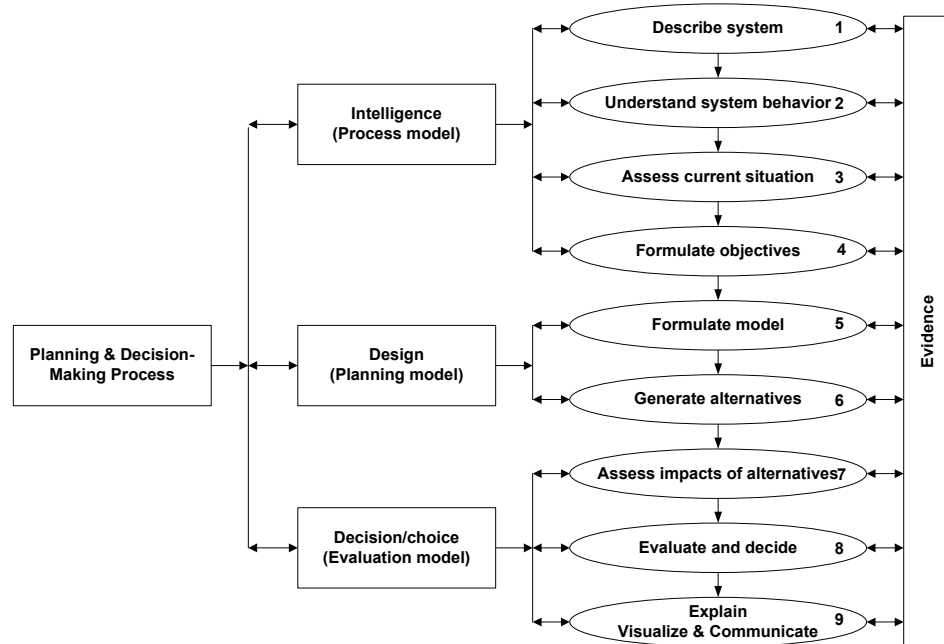 Planning & Decision-
Making Process
Intelligence
(Process model)
Design
(Planning model)
Decision/choice
(Evaluation model)
Describe system 1
Understand system behavior 2
Assess current situation 3
Formulate objectives 4
Formulate model 5
Generate alternatives 6
Assess impacts of alternatives 7
Evaluate and decide 8
Explain
Visualize & Communicate 9
Evidence